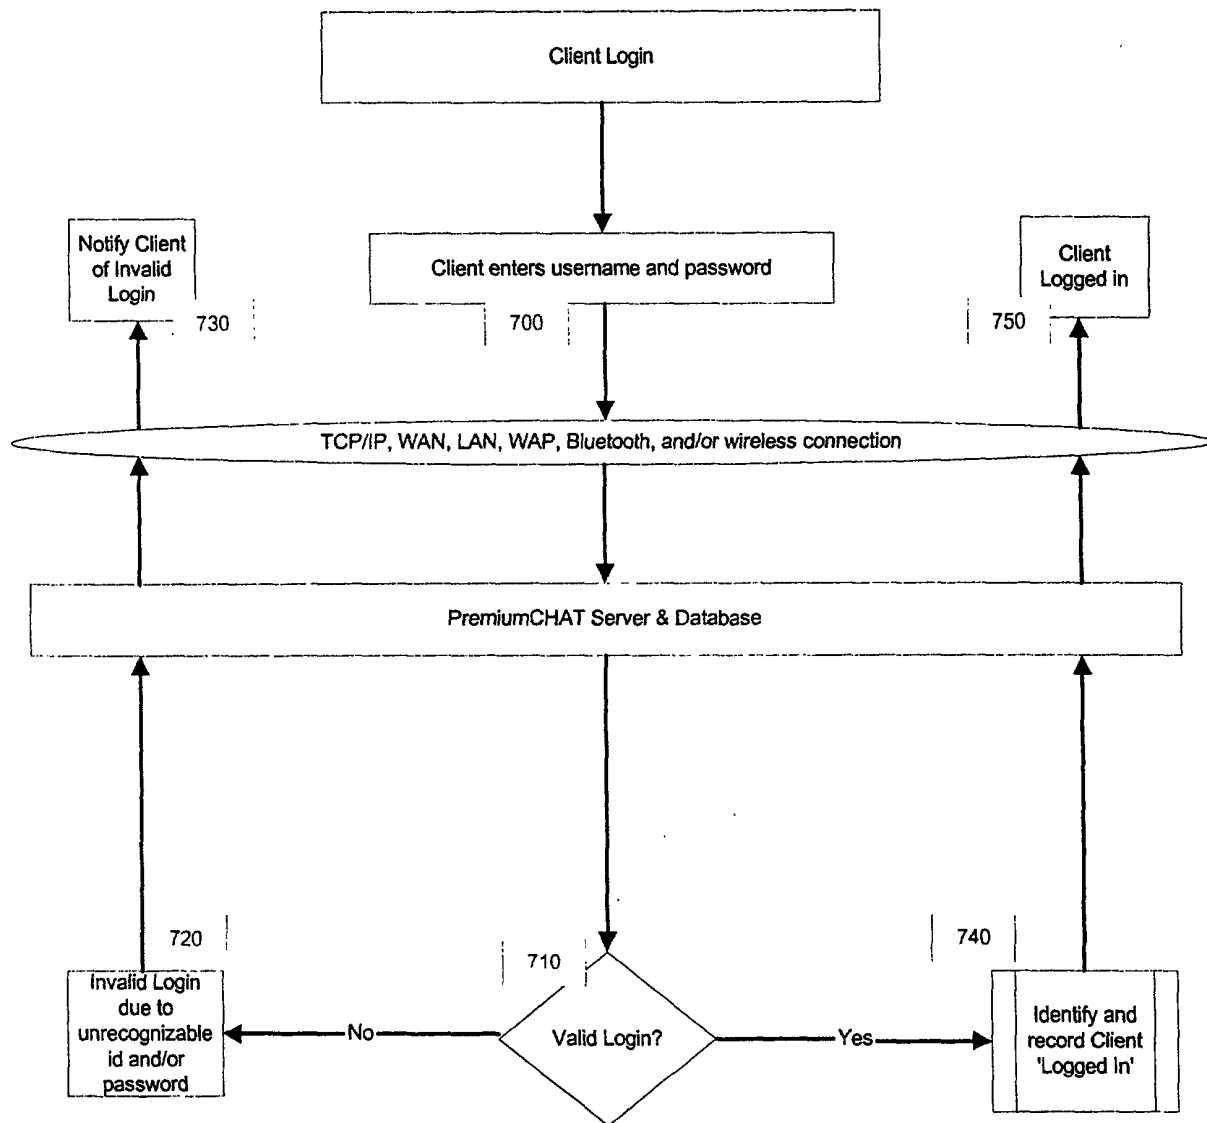 Client Login
Notify Client
of Invalid
Login
730
Client enters username and password
700
Client
Logged in
750
TCP/IP, WAN, LAN, WAP, Bluetooth, and/or wireless connection
PremiumCHAT Server & Database
720
Invalid Login
due to
unrecognizable
id and/or
password
No
710
Valid Login?
Yes
740
Identify and
record Client
'Logged In'